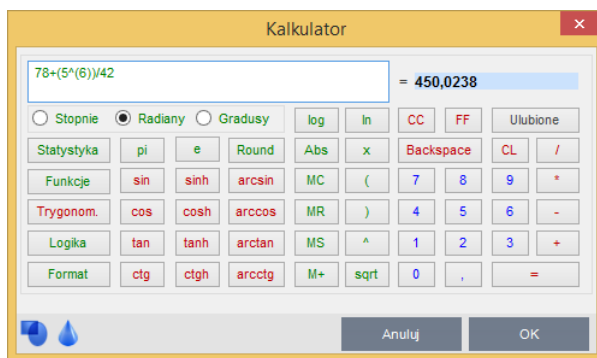 Kalkulator ×
78+(5^(6))/42 = 450,0238
Stopnie Radiany Gradusy log ln CC FF Ulubione
Statystyka pi e Round Abs x Backspace CL /
Funkcje sin sinh arcsin MC ( 7 8 9 *
Trygonom. cos cosh arccos MR ) 4 5 6 -
Logika tan tanh arctan MS ^ 1 2 3 +
Format ctg ctgh arcctg M+ sqrt 0 , =
Anuluj OK